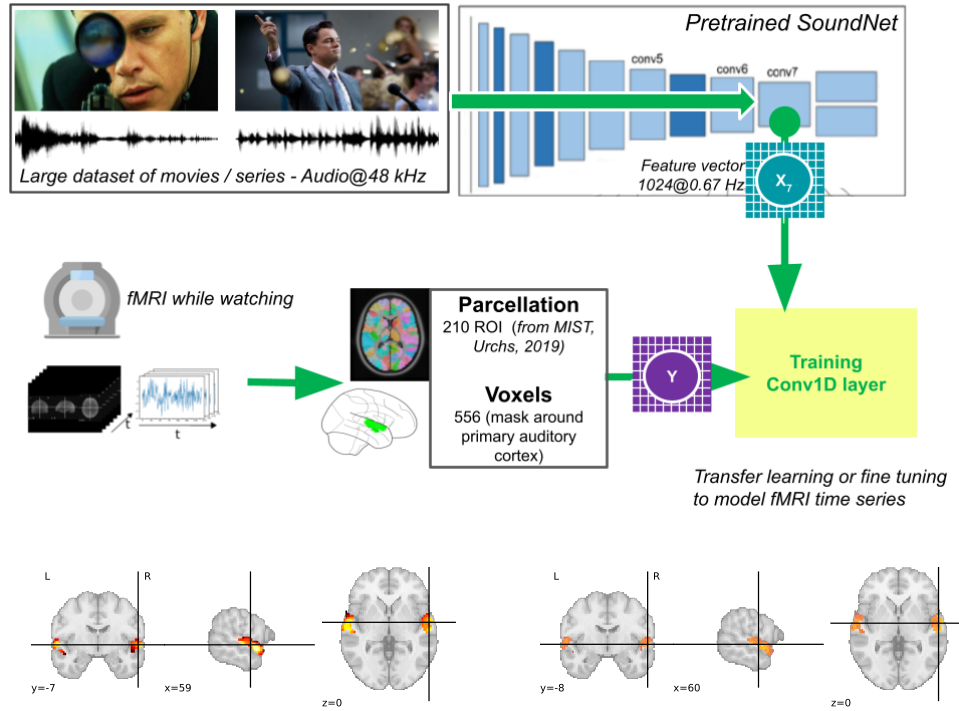 Pretrained SoundNet
conv5
conv6
conv7
Large dataset of movies / series - Audio@48 kHz
Feature vector
1024@0.67 Hz
X7
fMRI while watching
t
t
Parcellation
210 ROI (from MIST,
Urchs, 2019)
Voxels
556 (mask around
primary auditory
cortex)
Y
Training
Conv1D layer
Transfer learning or fine tuning
to model fMRI time series
L
R
y=-7
x=59
z=0
L
R
y=-8
x=60
z=0